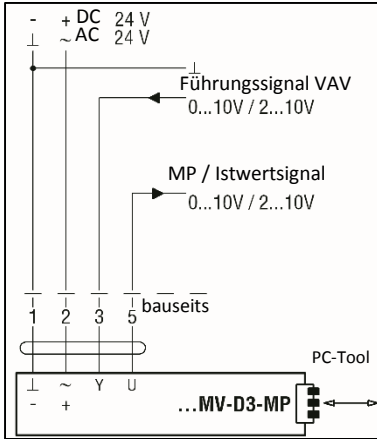 - + DC 24 V
⊥ ~ AC 24 V
⊥
Führungssignal VAV
0...10V / 2...10V
MP / Istwertsignal
0...10V / 2...10V
bauseits
1 2 3 5
PC-Tool
⊥ ~ Y U
- +
...MV-D3-MP